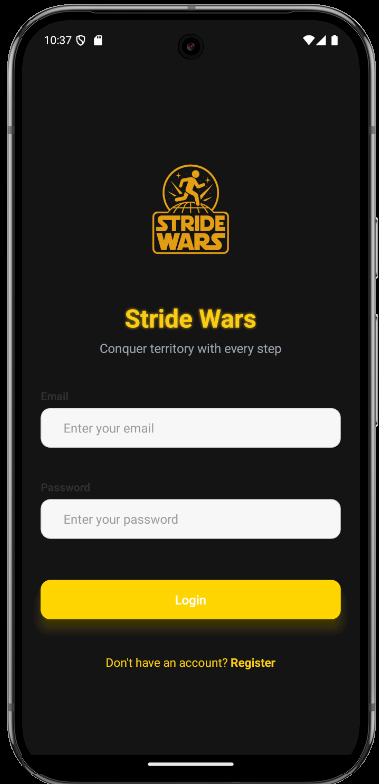 10:37
STRIDE
WARS
Stride Wars
Conquer territory with every step
Email
Enter your email
Password
Enter your password
Login
Don't have an account? Register